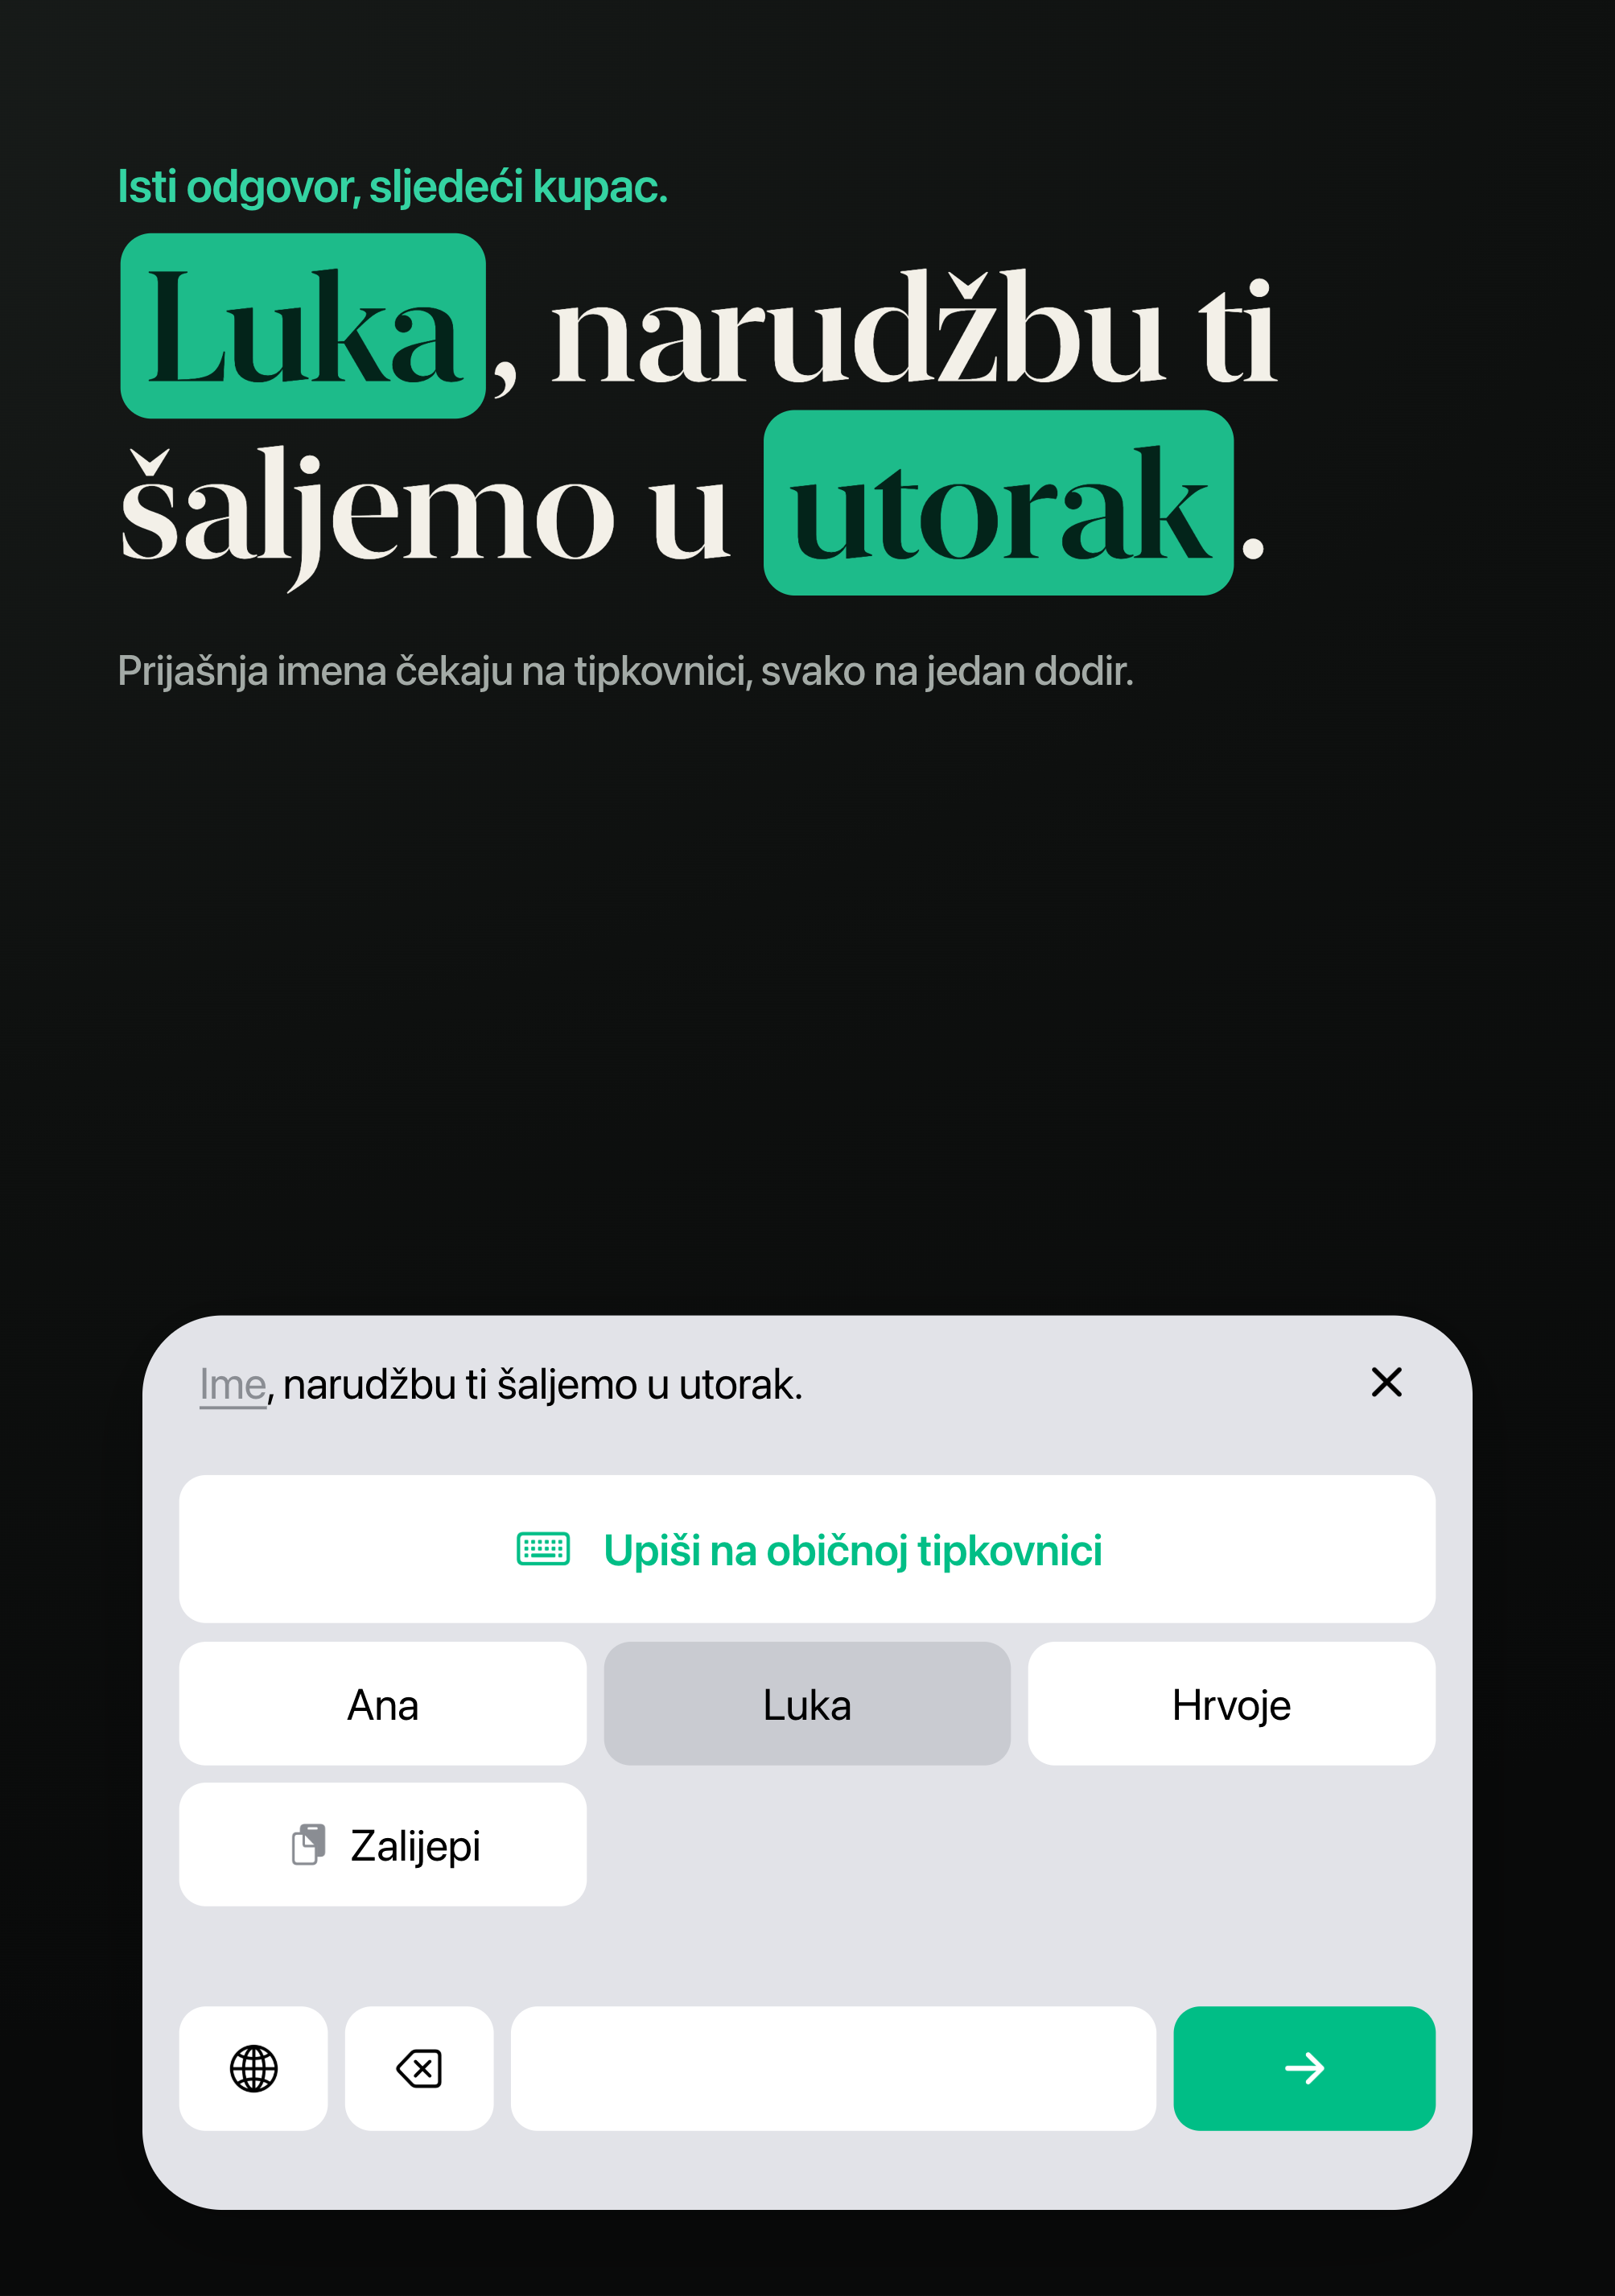 Isti odgovor, sljedeći kupac.
Luka, narudžbu ti
šaljemo u utorak.
Prijašnja imena čekaju na tipkovnici, svako na jedan dodir.
Ime, narudžbu ti šaljemo u utorak.
Upiši na običnoj tipkovnici
Ana
Luka
Hrvoje
Zalijepi